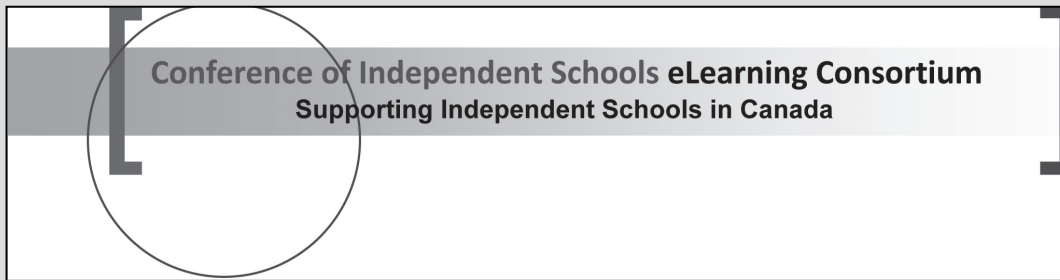 Conference of Independent Schools eLearning Consortium
Supporting Independent Schools in Canada